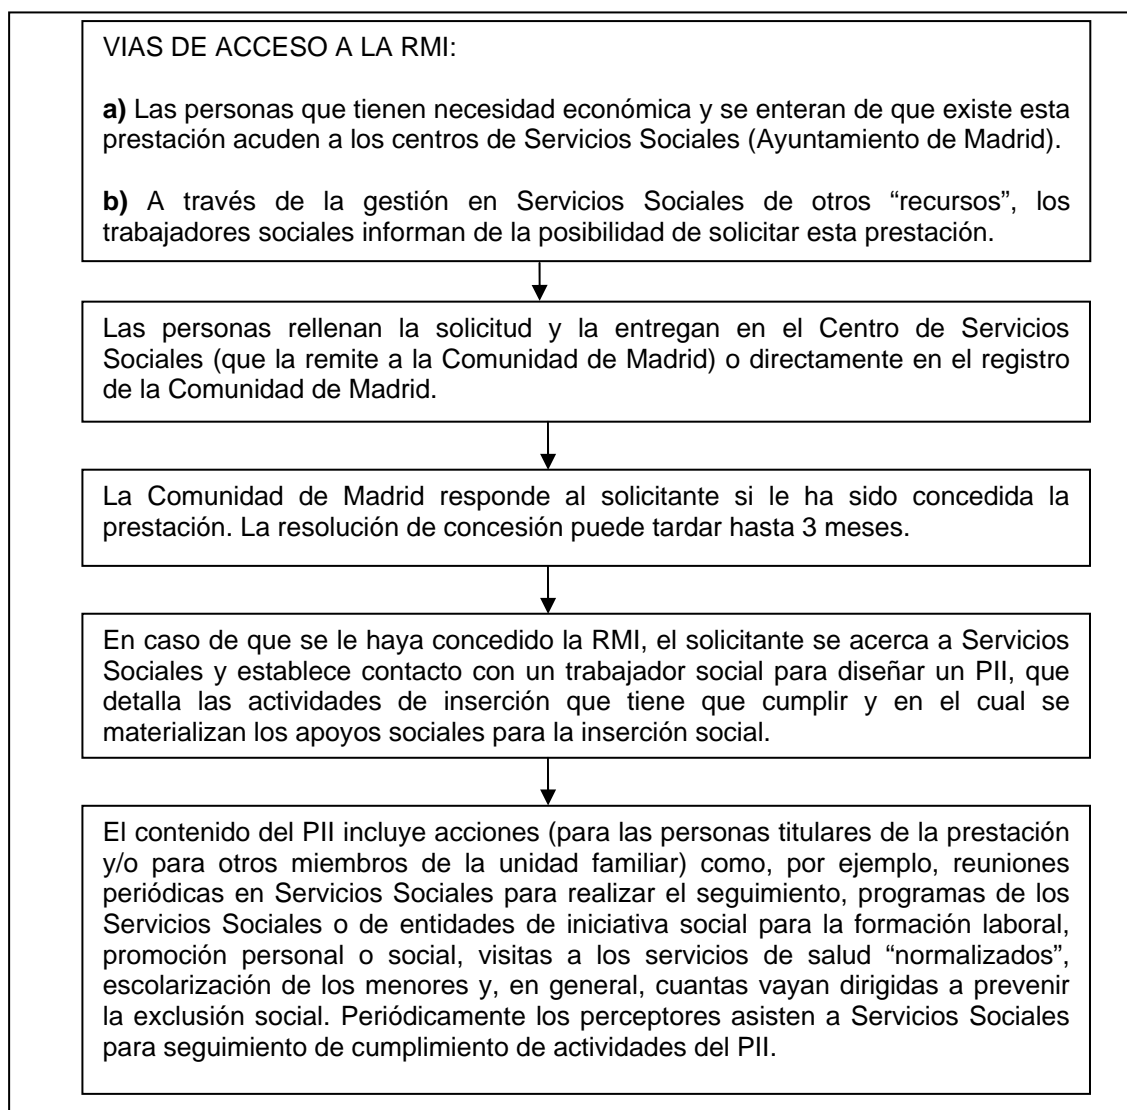 VIAS DE ACCESO A LA RMI:
a) Las personas que tienen necesidad económica y se enteran de que existe esta
prestación acuden a los centros de Servicios Sociales (Ayuntamiento de Madrid).
b) A través de la gestión en Servicios Sociales de otros “recursos”, los
trabajadores sociales informan de la posibilidad de solicitar esta prestación.
Las personas rellenan la solicitud y la entregan en el Centro de Servicios
Sociales (que la remite a la Comunidad de Madrid) o directamente en el registro
de la Comunidad de Madrid.
La Comunidad de Madrid responde al solicitante si le ha sido concedida la
prestación. La resolución de concesión puede tardar hasta 3 meses.
En caso de que se le haya concedido la RMI, el solicitante se acerca a Servicios
Sociales y establece contacto con un trabajador social para diseñar un PII, que
detalla las actividades de inserción que tiene que cumplir y en el cual se
materializan los apoyos sociales para la inserción social.
El contenido del PII incluye acciones (para las personas titulares de la prestación
y/o para otros miembros de la unidad familiar) como, por ejemplo, reuniones
periódicas en Servicios Sociales para realizar el seguimiento, programas de los
Servicios Sociales o de entidades de iniciativa social para la formación laboral,
promoción personal o social, visitas a los servicios de salud “normalizados”,
escolarización de los menores y, en general, cuantas vayan dirigidas a prevenir
la exclusión social. Periódicamente los perceptores asisten a Servicios Sociales
para seguimiento de cumplimiento de actividades del PII.